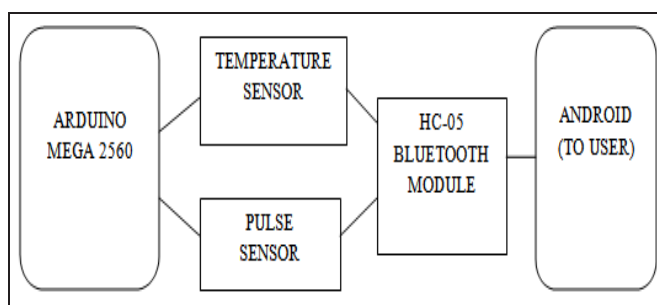 ARDUINO
MEGA 2560
TEMPERATURE
SENSOR
PULSE
SENSOR
HC-05
BLUETOOTH
MODULE
ANDROID
(TO USER)